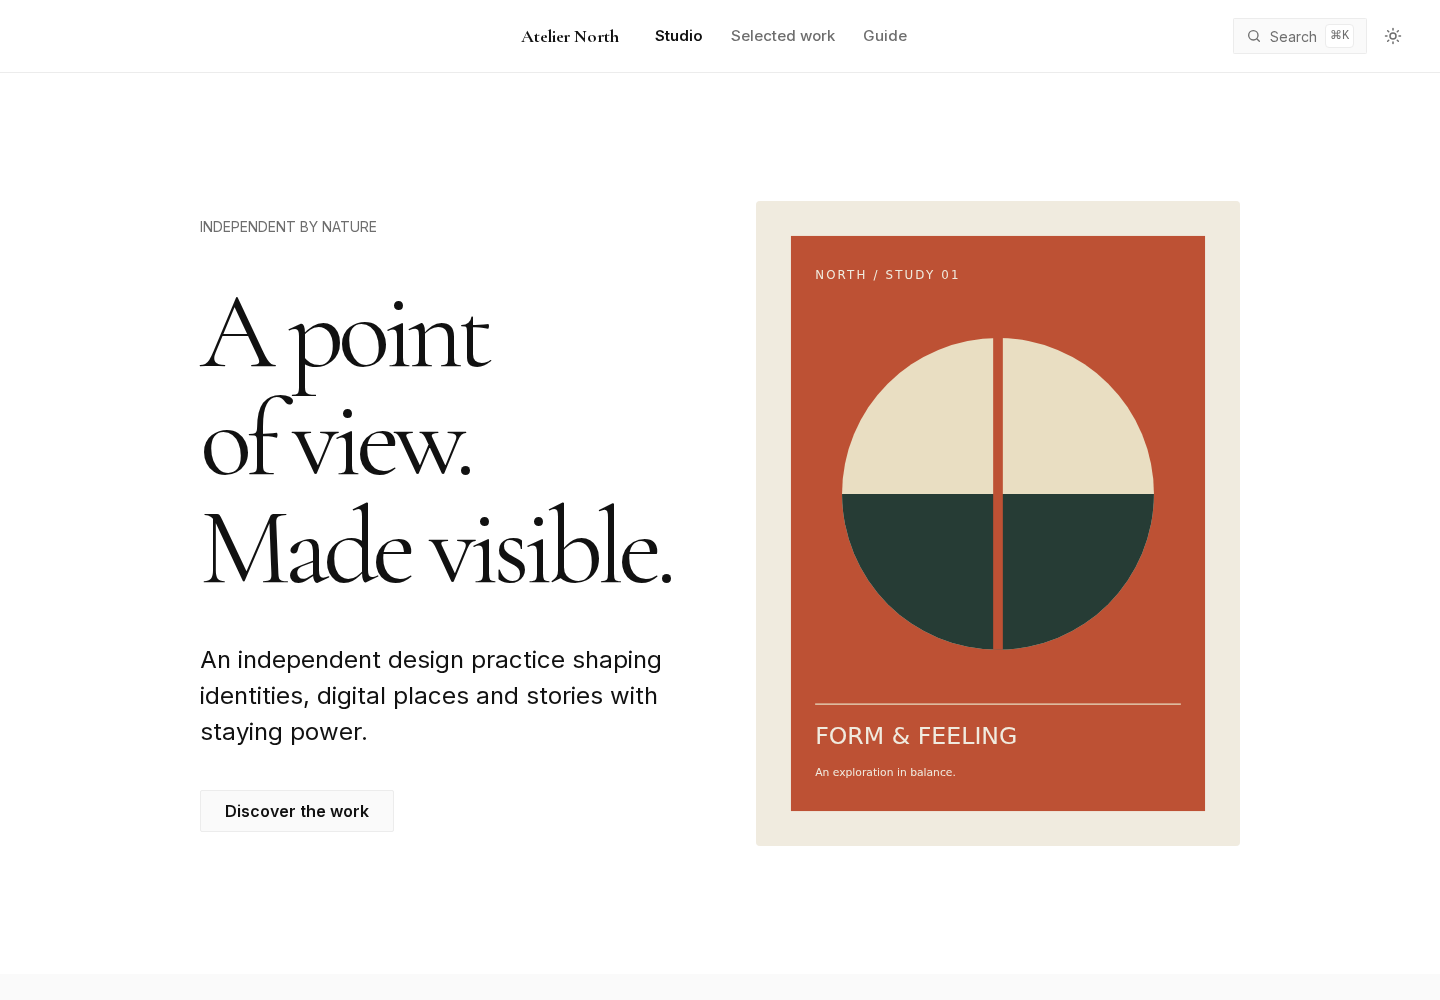 Atelier North
Studio
Selected work
Guide
Search
⌘K
INDEPENDENT BY NATURE
A point
of view.
Made visible.
An independent design practice shaping
identities, digital places and stories with
staying power.
Discover the work
NORTH / STUDY 01
FORM & FEELING
An exploration in balance.